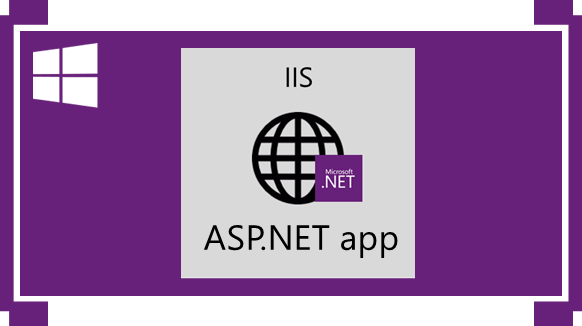 IIS
Microsoft
.NET
ASP.NET app